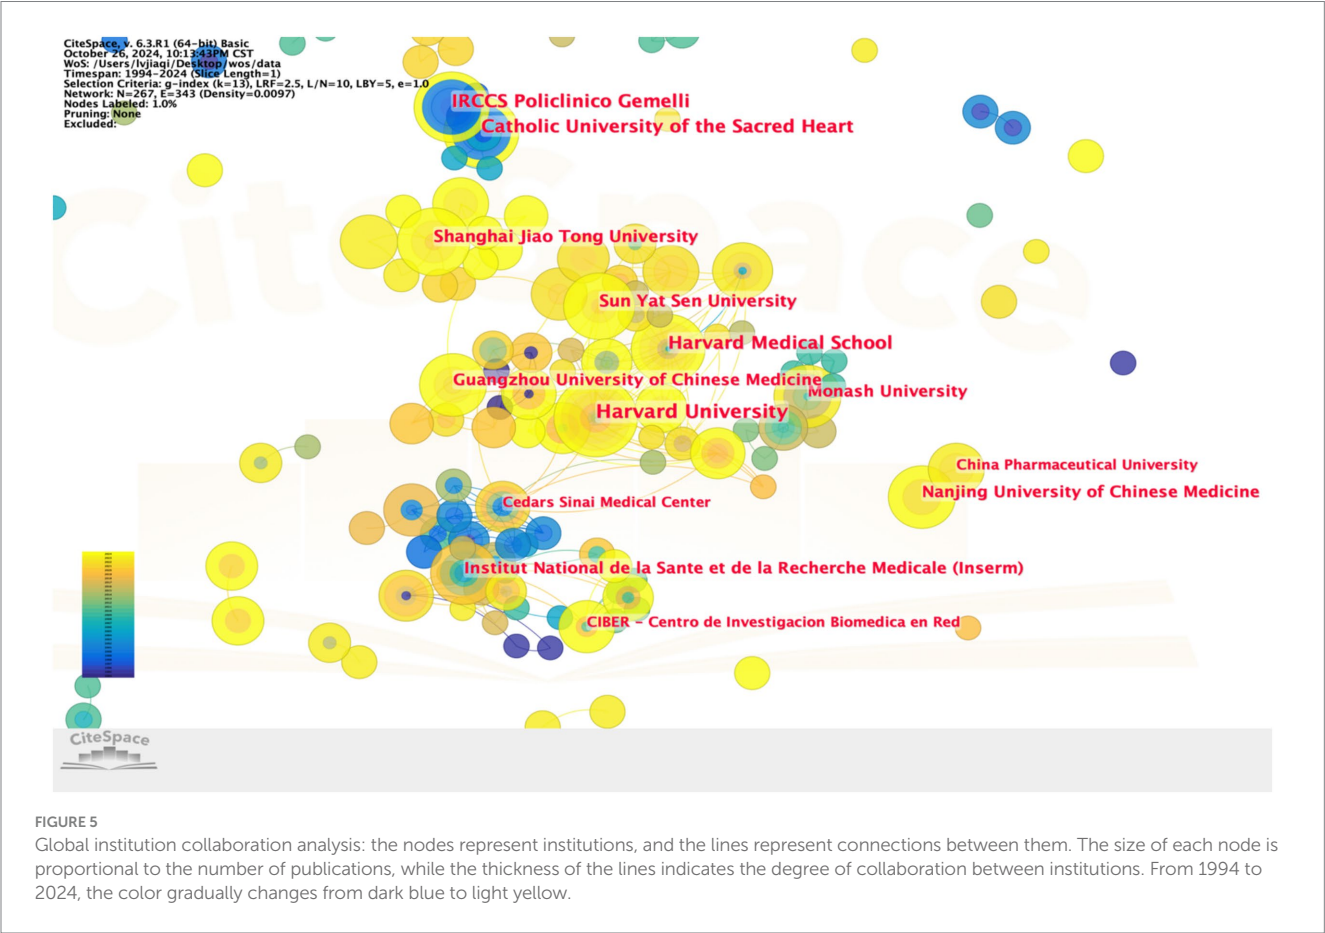 CiteSpace, v. 6.3.R1 (64-bit) Basic
October 26, 2024, 10:13:43PM CST
WoS: /Users/lvjiaqi/Desktop/wos/data
Timespan: 1994-2024 (Slice Length=1)
Selection Criteria: g-index (k=13), LRF=2.5, L/N=10, LBY=5, e=1.0
Network: N=267, E=343 (Density=0.0097)
Nodes Labeled: 1.0%
Pruning: None
Excluded:
IRCCS Policlinico Gemelli
Catholic University of the Sacred Heart
CiteSpace
Shanghai Jiao Tong University
Sun Yat Sen University
Harvard Medical School
Guangzhou University of Chinese Medicine
Monash University
Harvard University
China Pharmaceutical University
Nanjing University of Chinese Medicine
Cedars Sinai Medical Center
Institut National de la Sante et de la Recherche Medicale (Inserm)
CIBER - Centro de Investigacion Biomedica en Red
CiteSpace
FIGURE 5
Global institution collaboration analysis: the nodes represent institutions, and the lines represent connections between them. The size of each node is
proportional to the number of publications, while the thickness of the lines indicates the degree of collaboration between institutions. From 1994 to
2024, the color gradually changes from dark blue to light yellow.